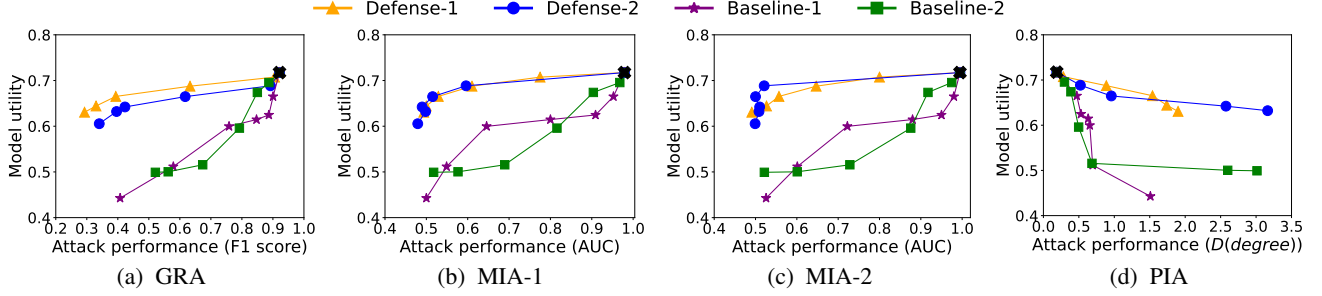 Defense-1 Defense-2 Baseline-1 Baseline-2
0.8 0.7 0.6 0.5 0.4
Model utility
0.2 0.3 0.4 0.5 0.6 0.7 0.8 0.9 1.0
Attack performance (F1 score)
(a) GRA
0.8 0.7 0.6 0.5 0.4
Model utility
0.4 0.5 0.6 0.7 0.8 0.9 1.0
Attack performance (AUC)
(b) MIA-1
0.8 0.7 0.6 0.5 0.4
Model utility
0.4 0.5 0.6 0.7 0.8 0.9 1.0
Attack performance (AUC)
(c) MIA-2
0.8 0.7 0.6 0.5 0.4
Model utility
0.0 0.5 1.0 1.5 2.0 2.5 3.0 3.5
Attack performance (D(degree))
(d) PIA